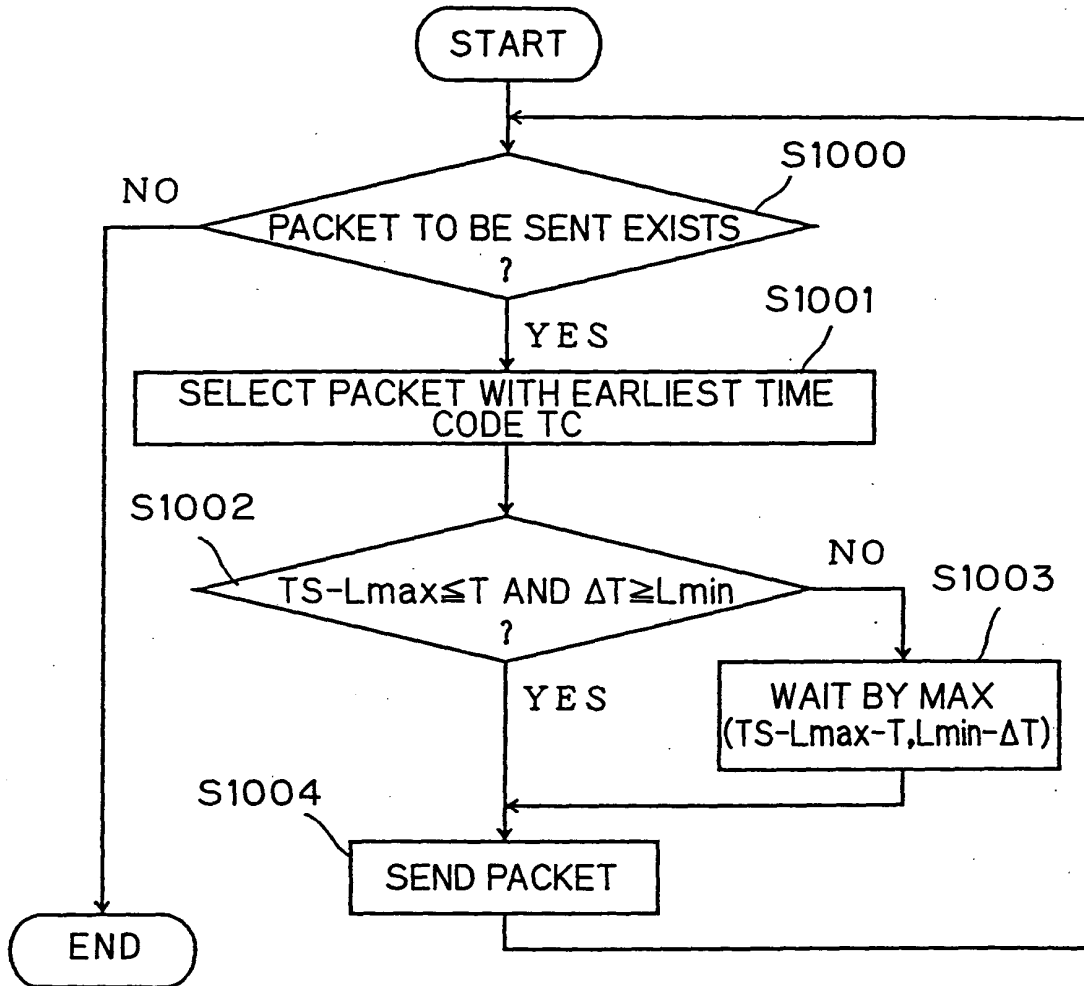 START
S1000
NO
PACKET TO BE SENT EXISTS
?
S1001
YES
SELECT PACKET WITH EARLIEST TIME
CODE TC
S1002
NO
TS-Lmax≦T AND ΔT≧Lmin
?
S1003
YES
WAIT BY MAX
(TS-Lmax-T,Lmin-ΔT)
S1004
SEND PACKET
END